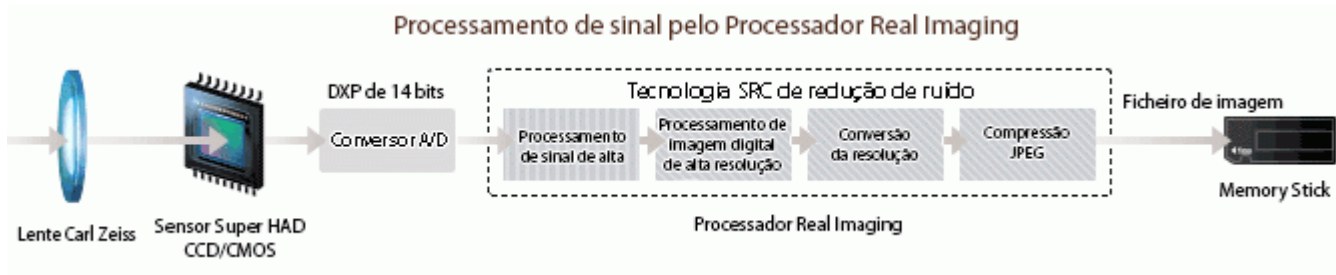 Processamento de sinal pelo Processador Real Imaging
DXP de 14 bits
Tecnologia SRC de redução de ruído
Ficheiro de imagem
Conversor A/D
Processamento
de sinal de alta
Processamento de
imagem digital
de alta resolução
Conversão
da resolução
Compressão
JPEG
Lente Carl Zeiss
Sensor Super HAD
CCD/CMOS
Processador Real Imaging
Memory Stick